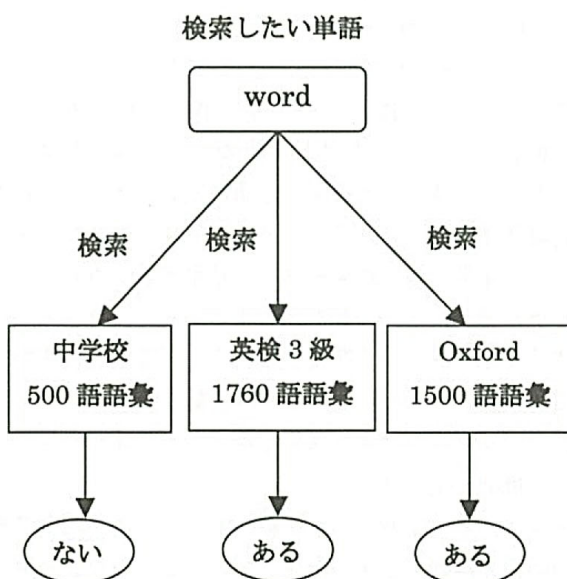 検索したい単語
word
検索
検索
検索
中学校
500 語語彙
英検 3 級
1760 語語彙
Oxford
1500 語語彙
ない
ある
ある